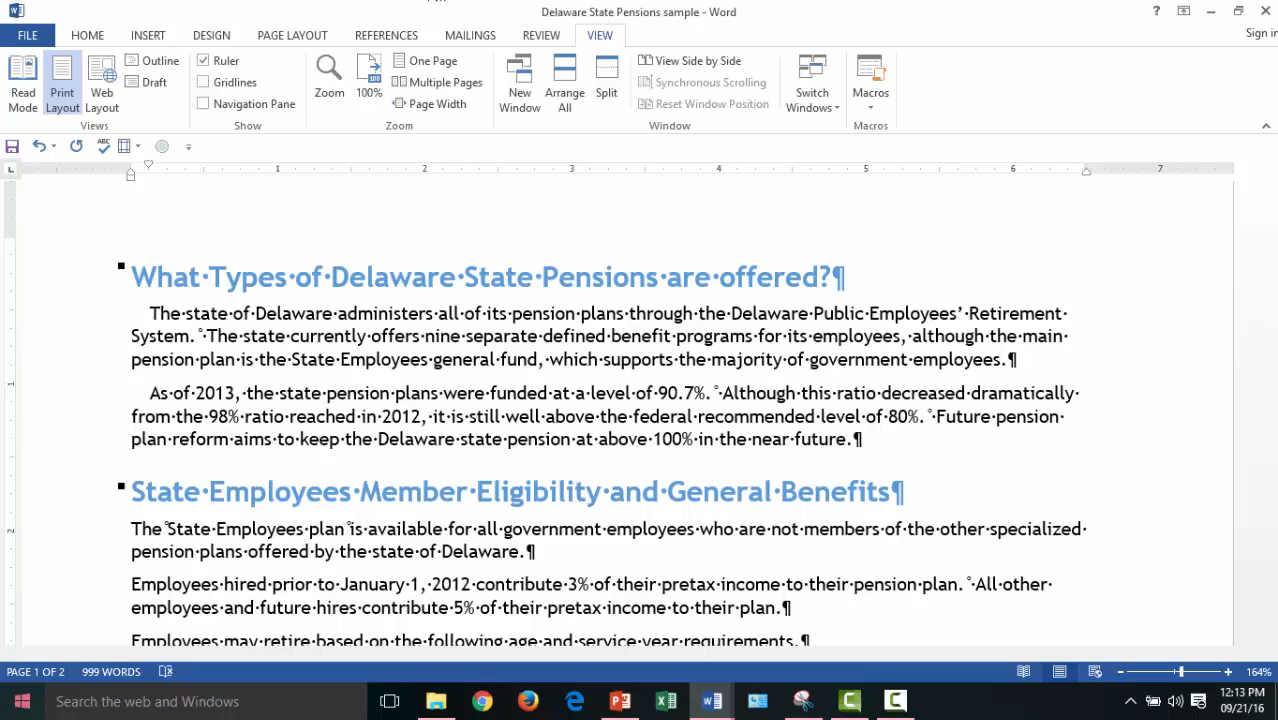 Delaware State Pensions sample - Word
FILE HOME INSERT DESIGN PAGE LAYOUT REFERENCES MAILINGS REVIEW VIEW Sign in
Read Mode
Print Layout
Web Layout
Outline
Draft
Views
Ruler
Gridlines
Navigation Pane
Show
Zoom
100%
One Page
Multiple Pages
Page Width
Zoom
New Window
Arrange All
Split
View Side by Side
Synchronous Scrolling
Reset Window Position
Window
Switch Windows
Macros
Macros
1 2 3 4 5 6 7
What·Types·of·Delaware·State·Pensions·are·offered?¶
The·state·of·Delaware·administers·all·of·its·pension·plans·through·the·Delaware·Public·Employees’·Retirement·
System.°·The·state·currently·offers·nine·separate·defined·benefit·programs·for·its·employees,·although·the·main·
pension·plan·is·the·State·Employees·general·fund,·which·supports·the·majority·of·government·employees.¶
As·of·2013,·the·state·pension·plans·were·funded·at·a·level·of·90.7%.°·Although·this·ratio·decreased·dramatically·
from·the·98%·ratio·reached·in·2012,·it·is·still·well·above·the·federal·recommended·level·of·80%.°·Future·pension·
plan·reform·aims·to·keep·the·Delaware·state·pension·at·above·100%·in·the·near·future.¶
State·Employees·Member·Eligibility·and·General·Benefits¶
The°State·Employees·plan°is·available·for·all·government·employees·who·are·not·members·of·the·other·specialized·
pension·plans·offered·by·the·state·of·Delaware.¶
Employees·hired·prior·to·January·1,·2012·contribute·3%·of·their·pretax·income·to·their·pension·plan.°·All·other·
employees·and·future·hires·contribute·5%·of·their·pretax·income·to·their·plan.¶
Employees·may·retire·based·on·the·following·age·and·service·year·requirements.¶
1
2
PAGE 1 OF 2 999 WORDS 164%
Search the web and Windows
12:13 PM
09/21/16